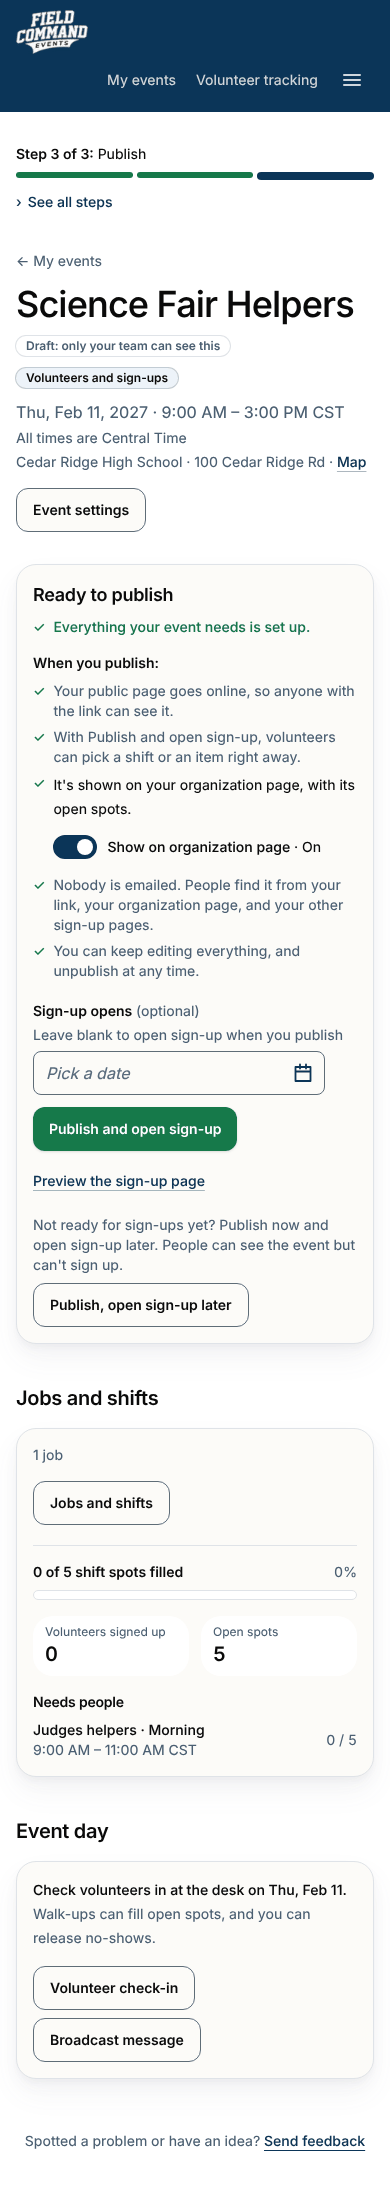 FIELD
COMMAND
EVENTS
My events Volunteer tracking
Step 3 of 3: Publish
› See all steps
← My events
Science Fair Helpers
Draft: only your team can see this
Volunteers and sign-ups
Thu, Feb 11, 2027 · 9:00 AM – 3:00 PM CST
All times are Central Time
Cedar Ridge High School · 100 Cedar Ridge Rd · Map
Event settings
Ready to publish
✓ Everything your event needs is set up.
When you publish:
✓ Your public page goes online, so anyone with
the link can see it.
✓ With Publish and open sign-up, volunteers
can pick a shift or an item right away.
✓ It's shown on your organization page, with its
open spots.
Show on organization page · On
✓ Nobody is emailed. People find it from your
link, your organization page, and your other
sign-up pages.
✓ You can keep editing everything, and
unpublish at any time.
Sign-up opens (optional)
Leave blank to open sign-up when you publish
Pick a date
Publish and open sign-up
Preview the sign-up page
Not ready for sign-ups yet? Publish now and
open sign-up later. People can see the event but
can't sign up.
Publish, open sign-up later
Jobs and shifts
1 job
Jobs and shifts
0 of 5 shift spots filled 0%
Volunteers signed up Open spots
0 5
Needs people
Judges helpers · Morning
9:00 AM – 11:00 AM CST 0 / 5
Event day
Check volunteers in at the desk on Thu, Feb 11.
Walk-ups can fill open spots, and you can
release no-shows.
Volunteer check-in
Broadcast message
Spotted a problem or have an idea? Send feedback